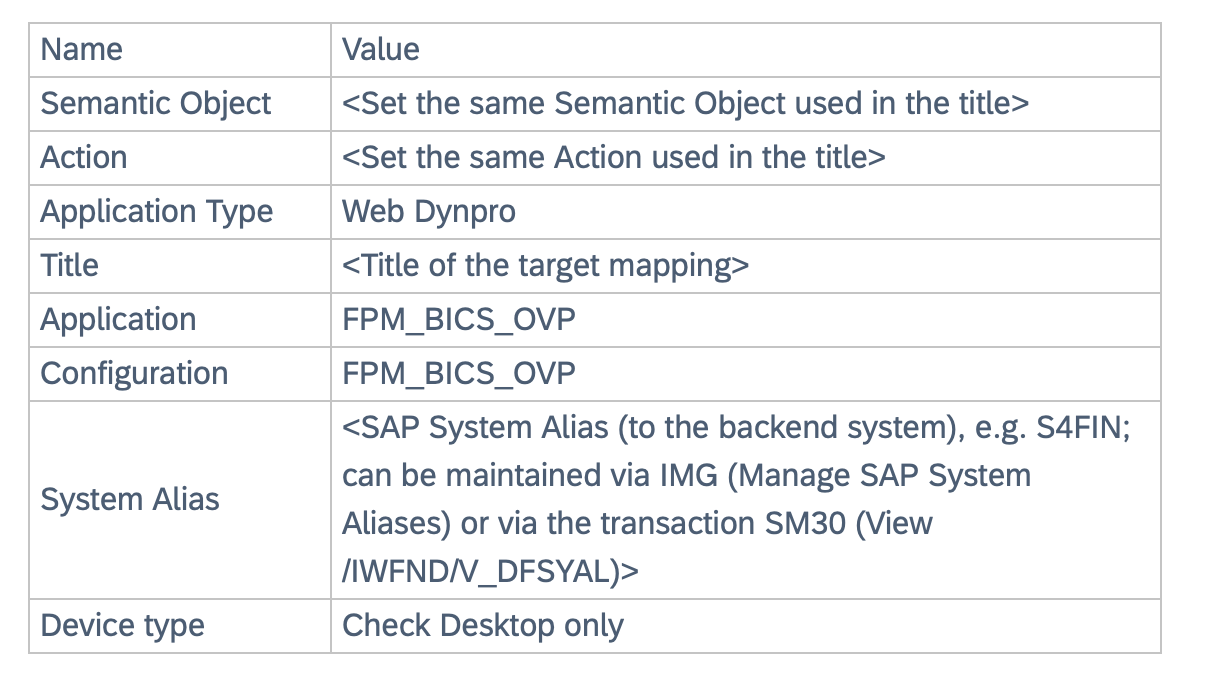 Name Value
Semantic Object <Set the same Semantic Object used in the title>
Action <Set the same Action used in the title>
Application Type Web Dynpro
Title <Title of the target mapping>
Application FPM_BICS_OVP
Configuration FPM_BICS_OVP
System Alias <SAP System Alias (to the backend system), e.g. S4FIN;
can be maintained via IMG (Manage SAP System
Aliases) or via the transaction SM30 (View
/IWFND/V_DFSYAL)>
Device type Check Desktop only